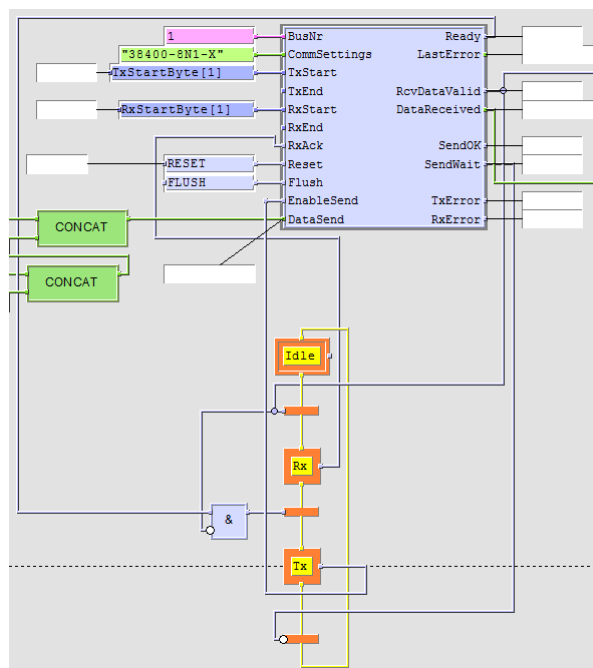 1
BusNr
Ready
"38400-8N1-X"
CommSettings
LastError
TxStartByte[1]
TxStart
TxEnd
RcvDataValid
RxStartByte[1]
RxStart
DataReceived
RxEnd
RxAck
SendOK
RESET
Reset
SendWait
FLUSH
Flush
EnableSend
TxError
DataSend
RxError
CONCAT
CONCAT
Idle
Rx
&
Tx